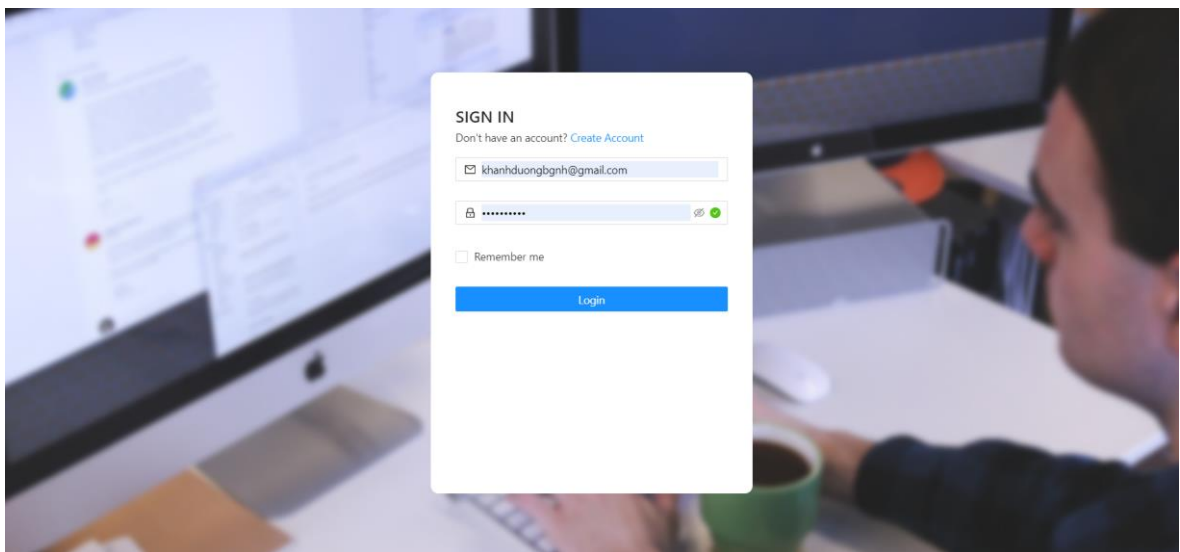 SIGN IN
Don't have an account? Create Account
khanhduongbgnh@gmail.com
••••••••••
Remember me
Login